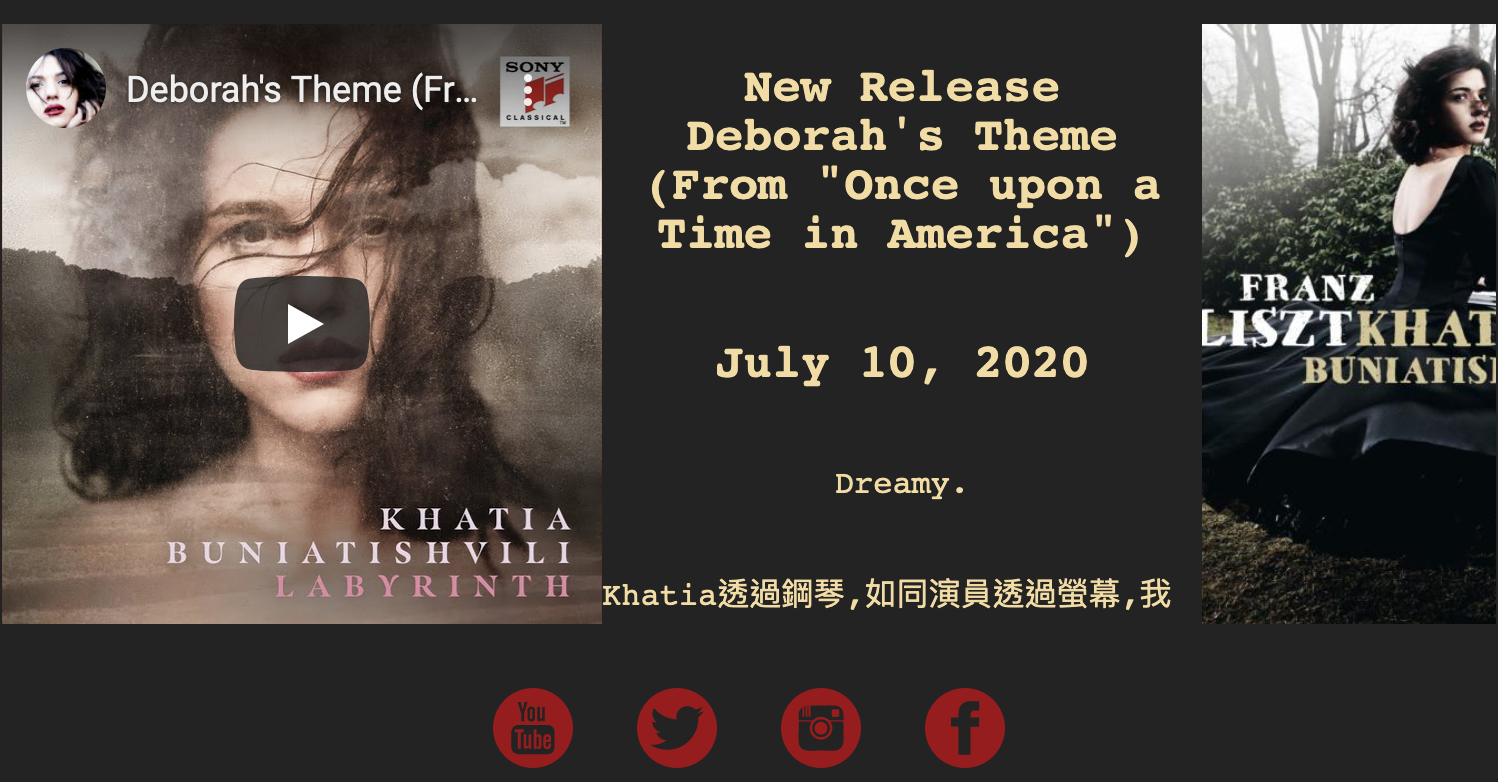 Deborah's Theme (Fr...
SONY
CLASSICAL
TM
KHATIA
BUNIATISHVILI
LABYRINTH
New Release
Deborah's Theme
(From "Once upon a
Time in America")
July 10, 2020
Dreamy.
Khatia透過鋼琴,如同演員透過螢幕,我
FRANZ
LISZTKHAT
BUNIATIS
You
Tube